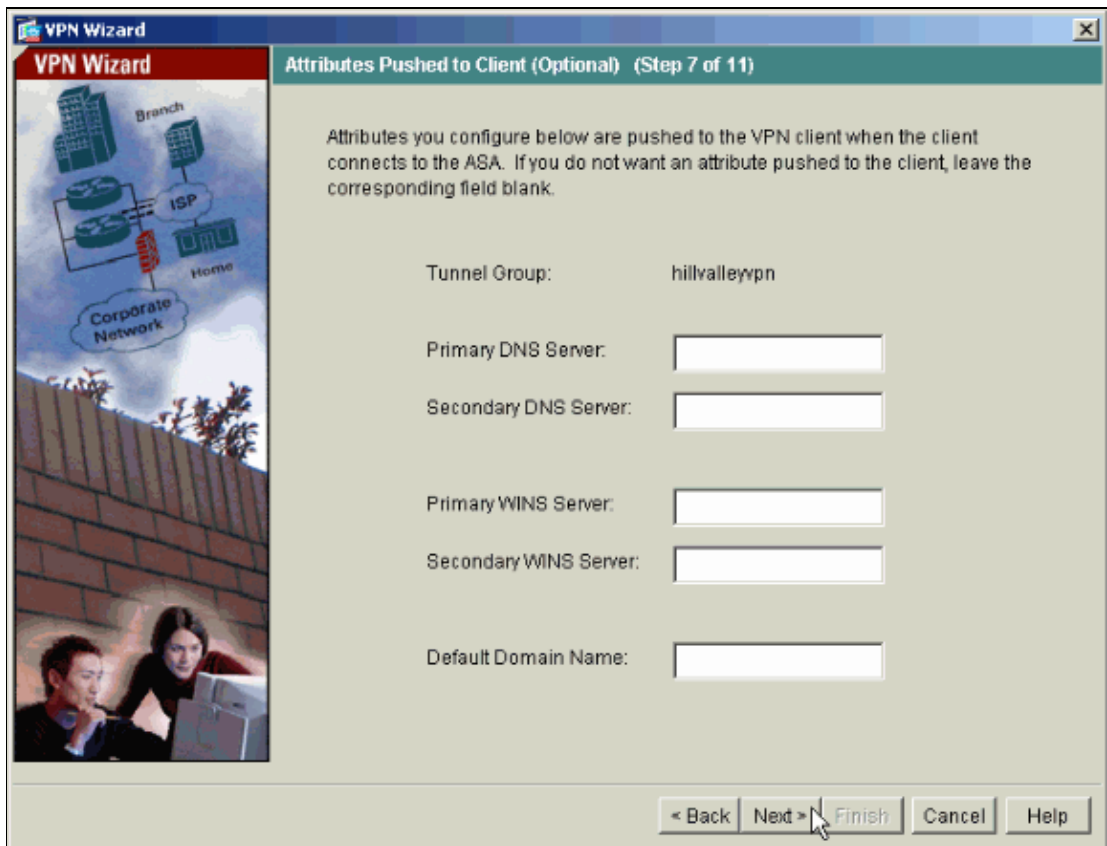 VPN Wizard
VPN Wizard
Attributes Pushed to Client (Optional) (Step 7 of 11)
Branch
ISP
Home
Corporate
Network
Attributes you configure below are pushed to the VPN client when the client
connects to the ASA. If you do not want an attribute pushed to the client, leave the
corresponding field blank.
Tunnel Group: hillvalleyvpn
Primary DNS Server:
Secondary DNS Server:
Primary WINS Server:
Secondary WINS Server:
Default Domain Name:
< Back Next > Finish Cancel Help